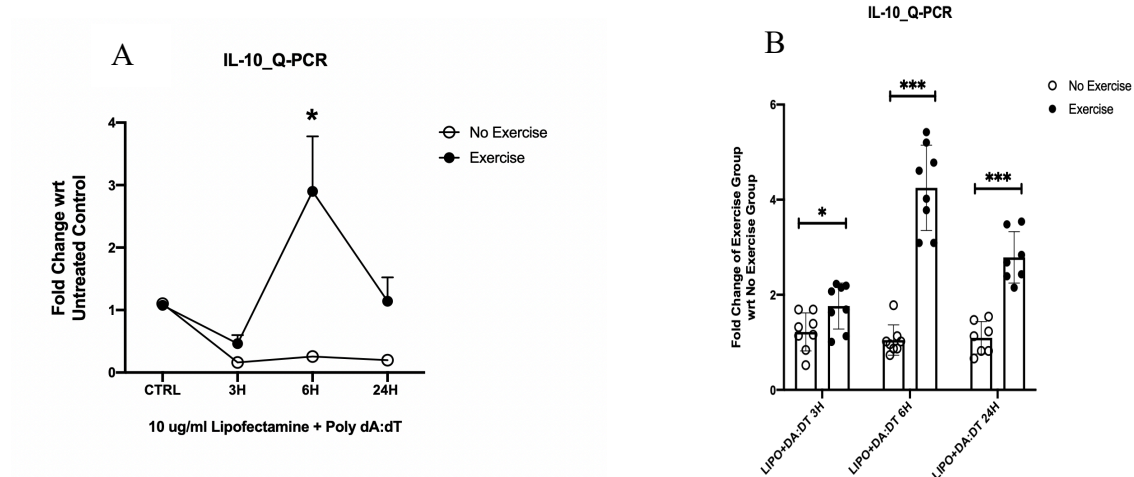 A
IL-10_Q-PCR
*
No Exercise
Exercise
Fold Change wrt
Untreated Control
4
3
2
1
0
CTRL 3H 6H 24H
10 ug/ml Lipofectamine + Poly dA:dT
IL-10_Q-PCR
B
No Exercise
Exercise
***
***
*
Fold Change of Exercise Group
wrt No Exercise Group
6
4
2
0
LIPO+DA:DT 3H
LIPO+DA:DT 6H
LIPO+DA:DT 24H